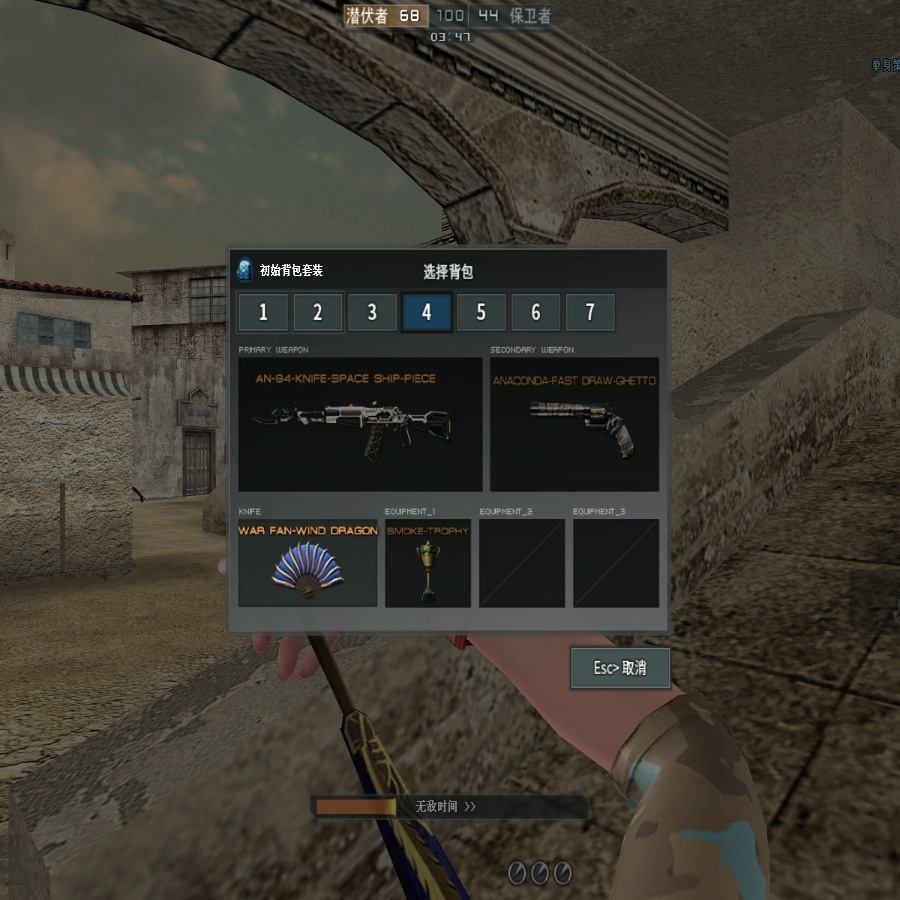 潜伏者 68 100 44 保卫者
03:47
单身
初始背包套装
选择背包
1 2 3 4 5 6 7
PRIMARY WEAPON
SECONDARY WEAPON
AN-94-KNIFE-SPACE SHIP-PIECE
ANACONDA-FAST DRAW-GHETTO
KNIFE
EQUIPMENT_1
EQUIPMENT_2
EQUIPMENT_3
WAR FAN-WIND DRAGON
SMOKE-TROPHY
Esc>取消
无敌时间 >>